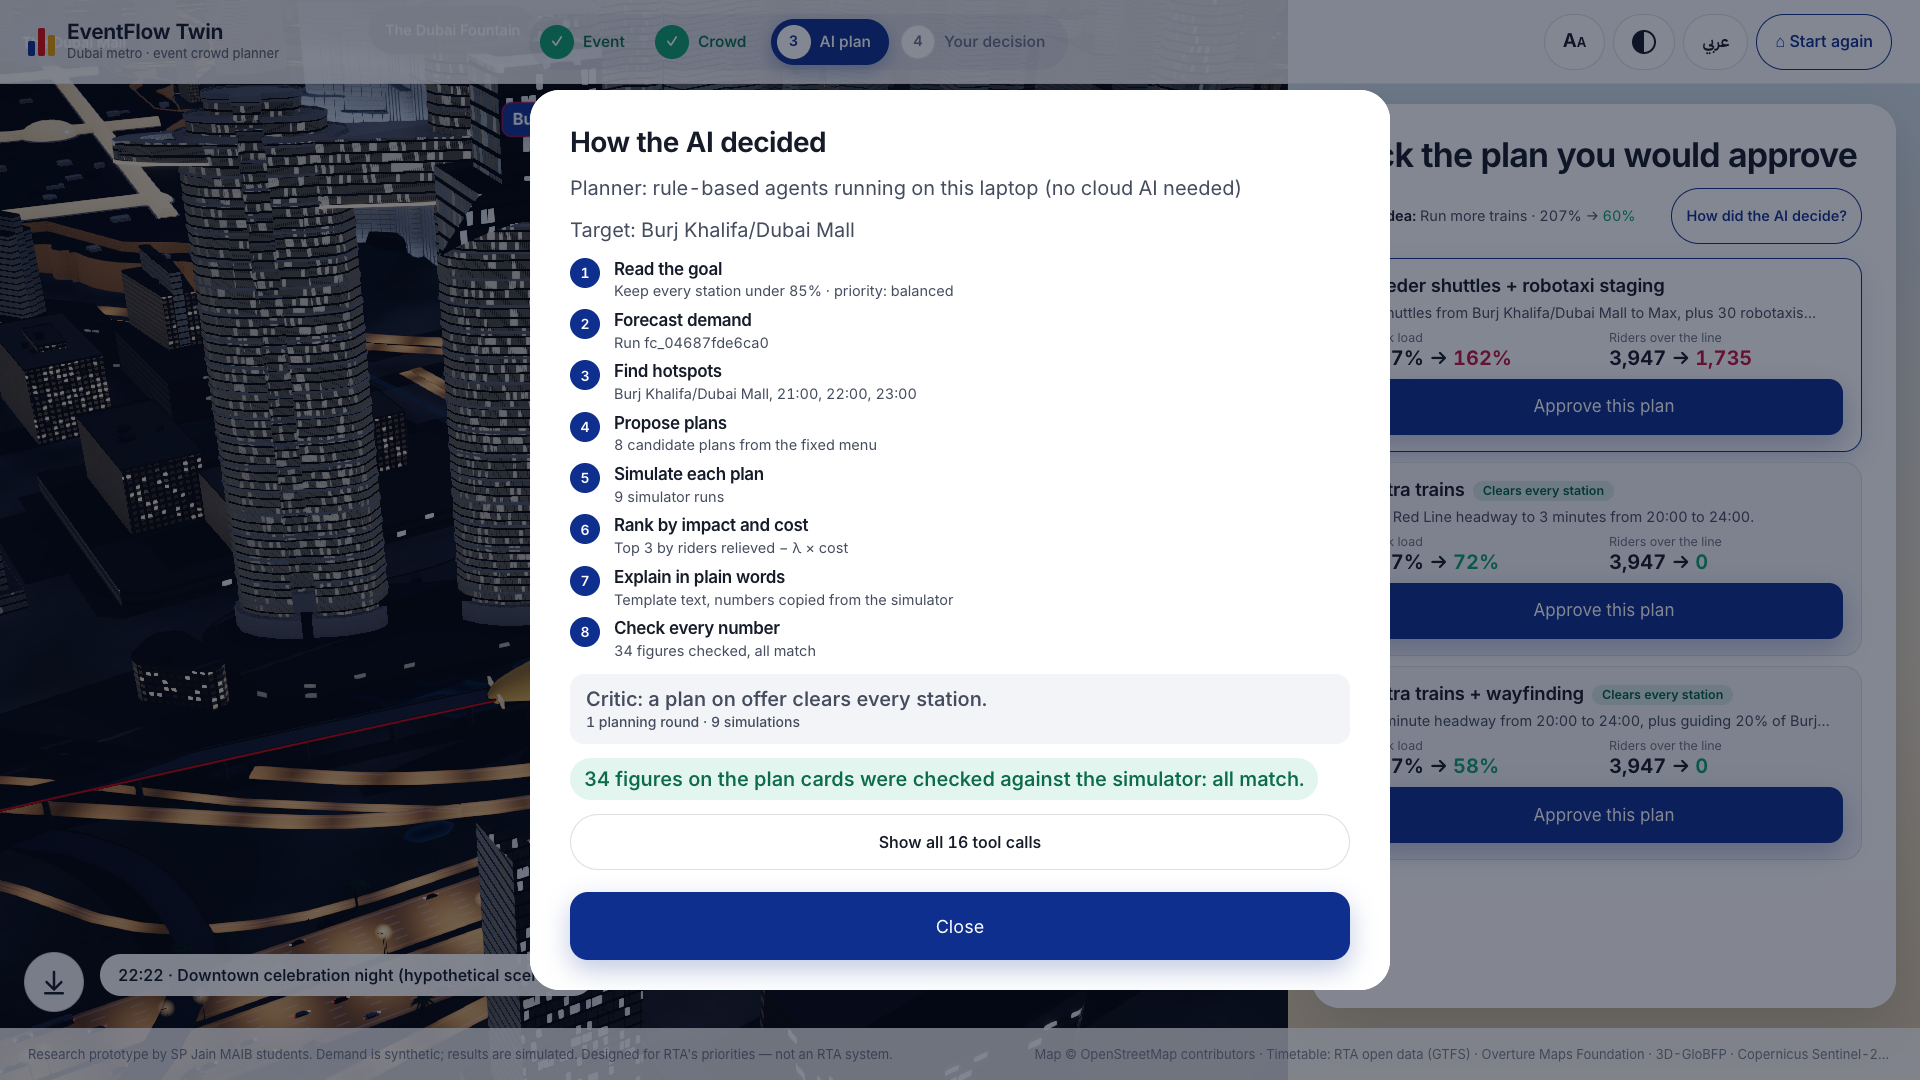 EventFlow Twin
Dubai metro · event crowd planner
The Dubai Fountain
Event
Crowd
3 AI plan
4 Your decision
AA
عربي
Start again
How the AI decided
Planner: rule-based agents running on this laptop (no cloud AI needed)
Target: Burj Khalifa/Dubai Mall
1 Read the goal
Keep every station under 85% · priority: balanced
2 Forecast demand
Run fc_04687fde6ca0
3 Find hotspots
Burj Khalifa/Dubai Mall, 21:00, 22:00, 23:00
4 Propose plans
8 candidate plans from the fixed menu
5 Simulate each plan
9 simulator runs
6 Rank by impact and cost
Top 3 by riders relieved − λ × cost
7 Explain in plain words
Template text, numbers copied from the simulator
8 Check every number
34 figures checked, all match
Critic: a plan on offer clears every station.
1 planning round · 9 simulations
34 figures on the plan cards were checked against the simulator: all match.
Show all 16 tool calls
Close
the plan you would approve
Run more trains · 207% → 60%
How did the AI decide?
shuttles + robotaxi staging
from Burj Khalifa/Dubai Mall to Max, plus 30 robotaxis...
load
Riders over the line
7% → 162%
3,947 → 1,735
Approve this plan
trains Clears every station
Red Line headway to 3 minutes from 20:00 to 24:00.
load
Riders over the line
7% → 72%
3,947 → 0
Approve this plan
trains + wayfinding Clears every station
headway from 20:00 to 24:00, plus guiding 20% of Burj...
load
Riders over the line
7% → 58%
3,947 → 0
Approve this plan
22:22 · Downtown celebration night (hypothetical
Research prototype by SP Jain MAIB students. Demand is synthetic; results are simulated. Designed for RTA's priorities — not an RTA system.
Map © OpenStreetMap contributors · Timetable: RTA open data (GTFS) · Overture Maps Foundation · 3D-GloBFP · Copernicus Sentinel-2...